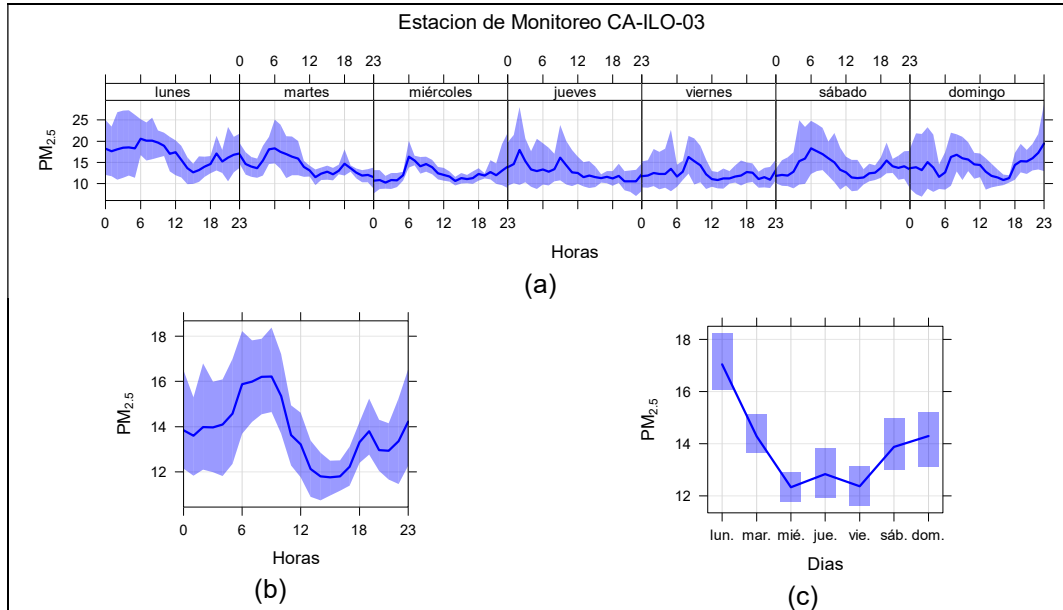 Estacion de Monitoreo CA-ILO-03
0 6 12 18 23 0 6 12 18 23 0 6 12 18 23
lunes martes miércoles jueves viernes sábado domingo
25
20
15
10
PM2.5
0 6 12 18 23 0 6 12 18 23 0 6 12 18 23 0 6 12 18 23
Horas
(a)
18
16
14
12
PM2.5
0 6 12 18 23
Horas
(b)
18
16
14
12
PM2.5
lun. mar. mié. jue. vie. sáb. dom.
Dias
(c)